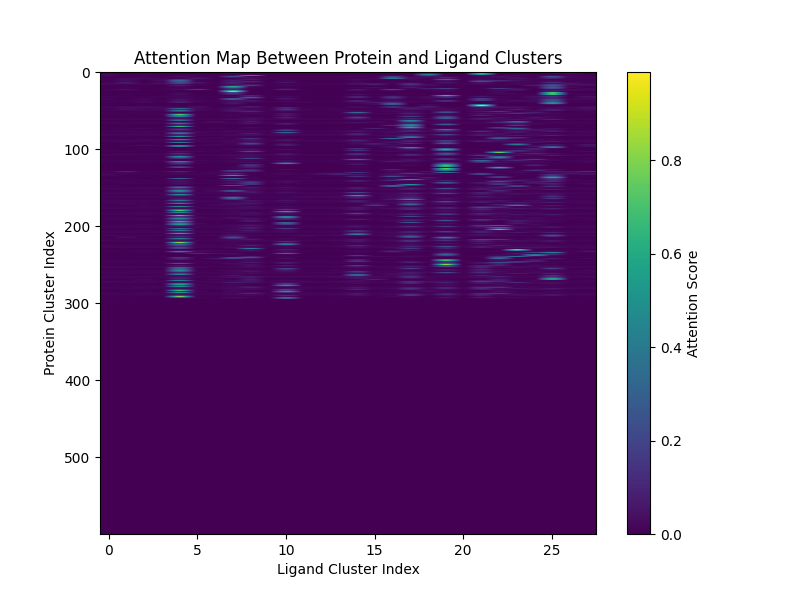 Attention Map Between Protein and Ligand Clusters
0
100
200
300
400
500
Protein Cluster Index
0 5 10 15 20 25
Ligand Cluster Index
0.8
0.6
0.4
0.2
0.0
Attention Score